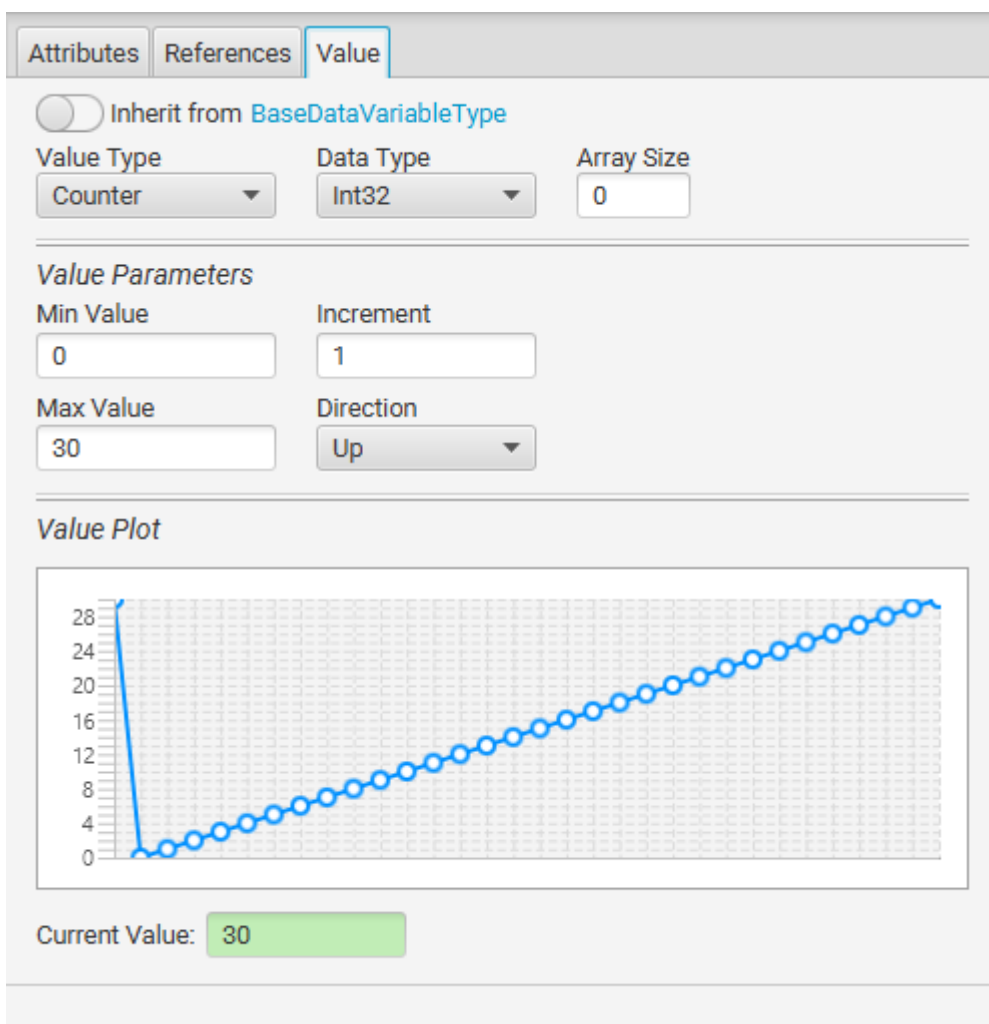 Attributes References Value
Inherit from BaseDataVariableType
Value Type Data Type Array Size
Counter Int32 0
Value Parameters
Min Value Increment
0 1
Max Value Direction
30 Up
Value Plot
28
24
20
16
12
8
4
0
Current Value: 30